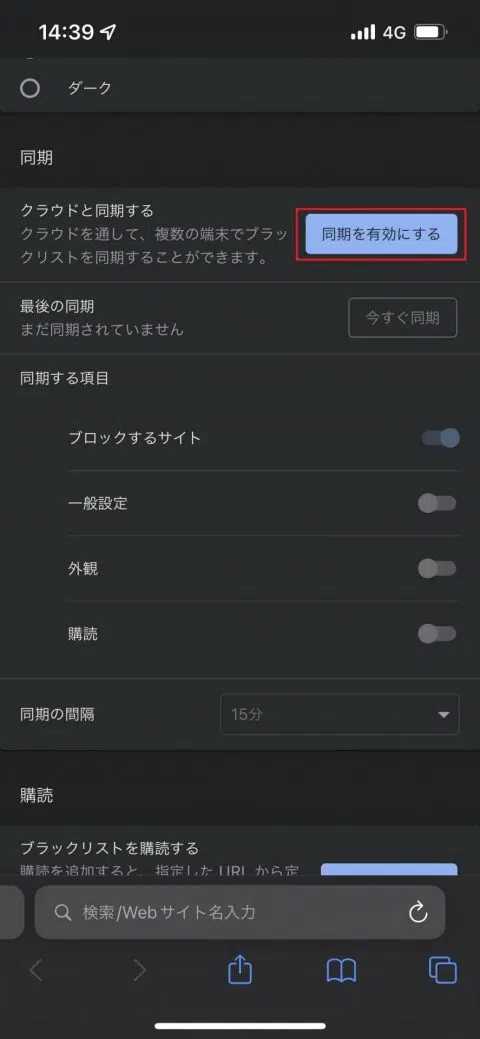 14:39
4G
ダーク
同期
クラウドと同期する
クラウドを通して、複数の端末でブラッ
クリストを同期することができます。
同期を有効にする
最後の同期
まだ同期されていません
今すぐ同期
同期する項目
ブロックするサイト
一般設定
外観
購読
同期の間隔
15分
購読
ブラックリストを購読する
購読を追加すると、指定した URL から定
検索/Webサイト名入力